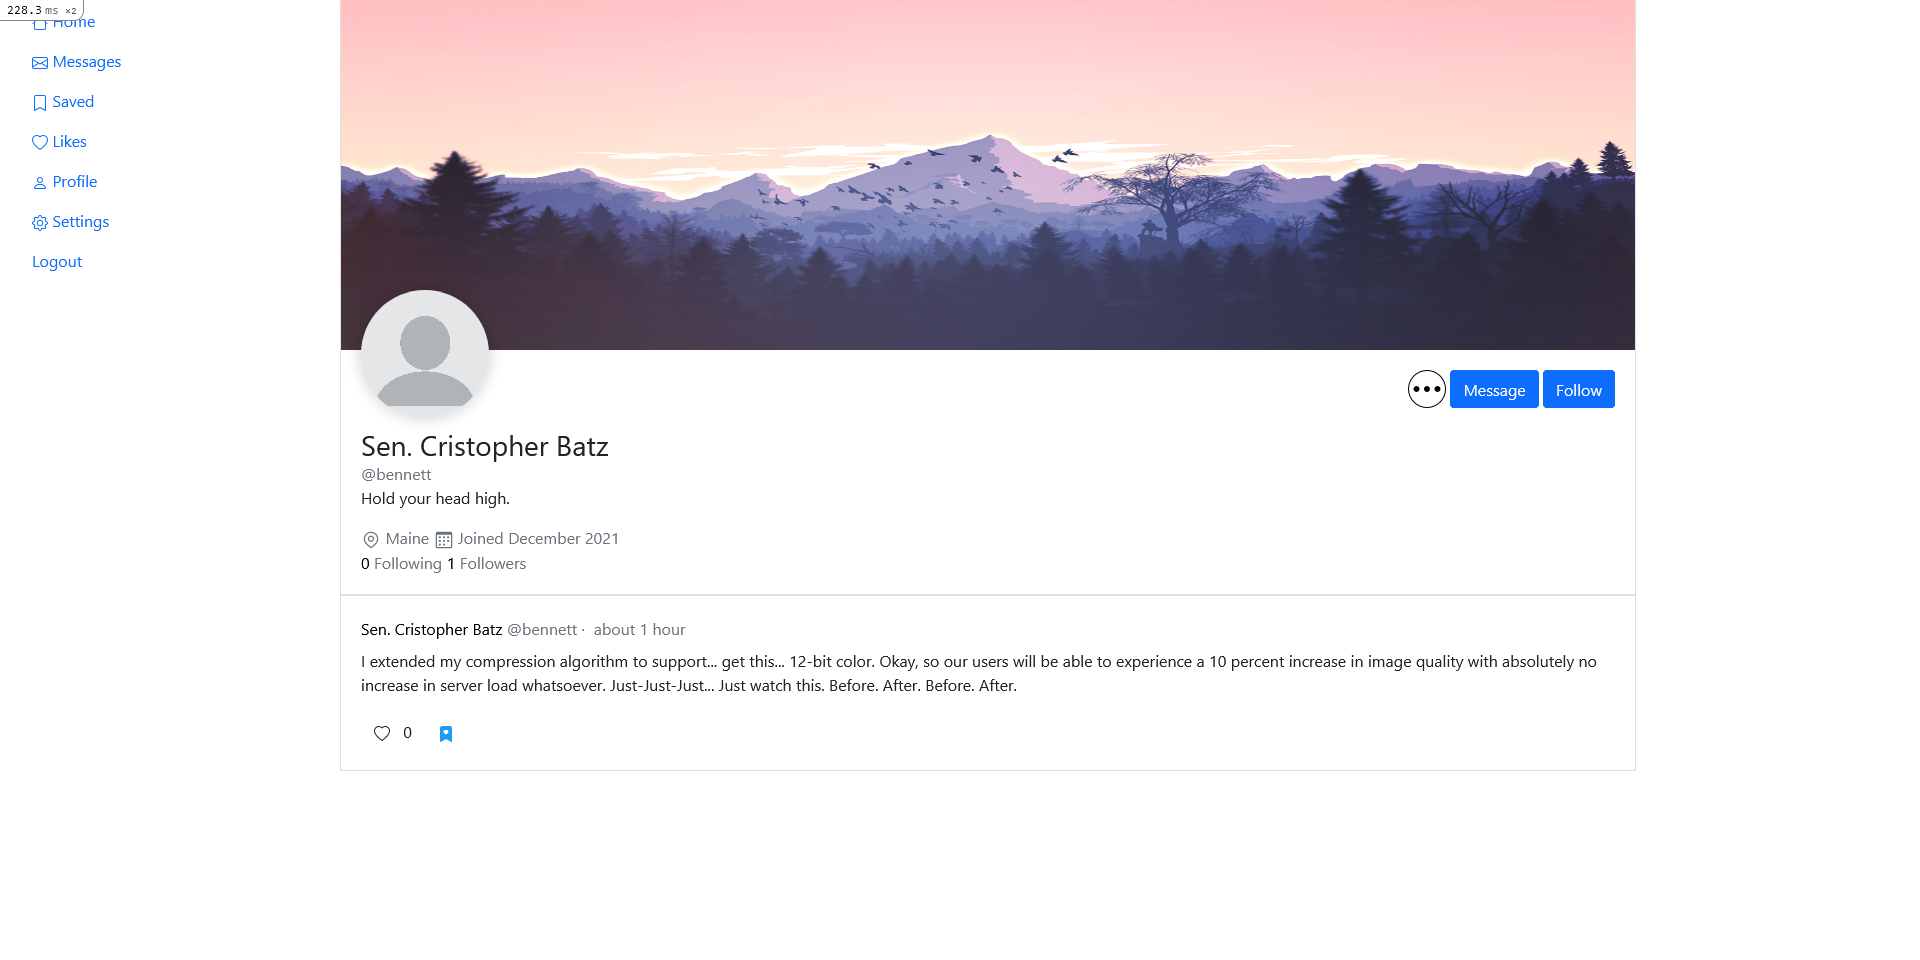 228.3 ms ×2
Home
Messages
Saved
Likes
Profile
Settings
Logout
Message
Follow
Sen. Cristopher Batz
@bennett
Hold your head high.
Maine Joined December 2021
0 Following 1 Followers
Sen. Cristopher Batz @bennett · about 1 hour
I extended my compression algorithm to support... get this... 12-bit color. Okay, so our users will be able to experience a 10 percent increase in image quality with absolutely no
increase in server load whatsoever. Just-Just-Just... Just watch this. Before. After. Before. After.
0